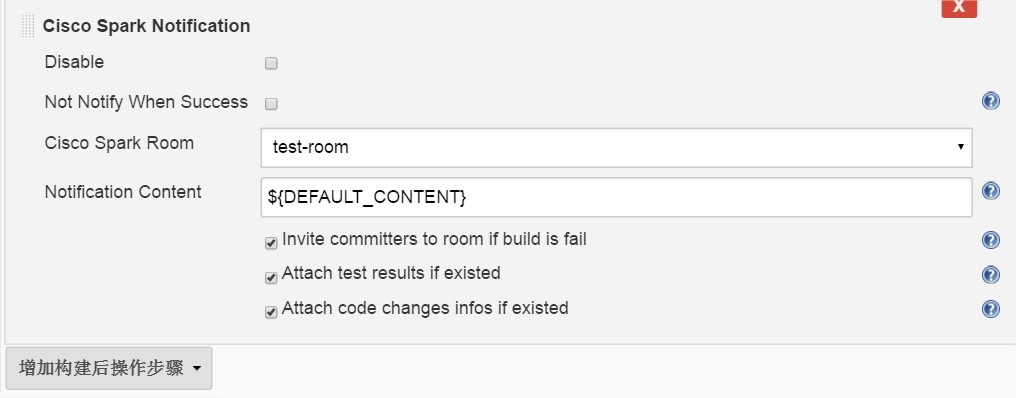 X
Cisco Spark Notification
Disable
Not Notify When Success
?
Cisco Spark Room
test-room
Notification Content
${DEFAULT_CONTENT}
?
Invite committers to room if build is fail
?
Attach test results if existed
?
Attach code changes infos if existed
?
增加构建后操作步骤